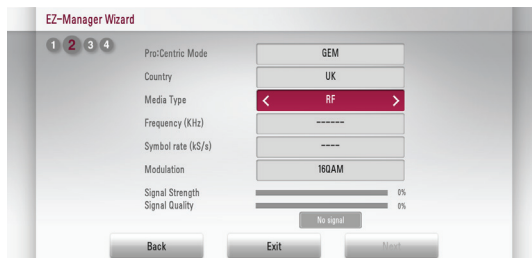 EZ-Manager Wizard
1 2 3 4
Pro:Centric Mode GEM
Country UK
Media Type < RF >
Frequency (KHz) ------
Symbol rate (kS/s) ----
Modulation 16QAM
Signal Strength 0%
Signal Quality 0%
No signal
Back Exit Next